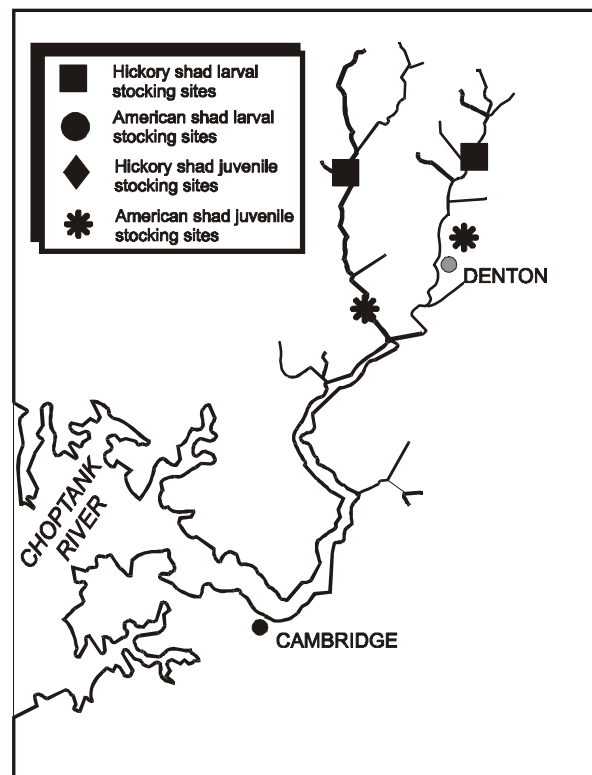 Hickory shad larval
stocking sites
American shad larval
stocking sites
Hickory shad juvenile
stocking sites
American shad juvenile
stocking sites
DENTON
CHOPTANK
RIVER
CAMBRIDGE